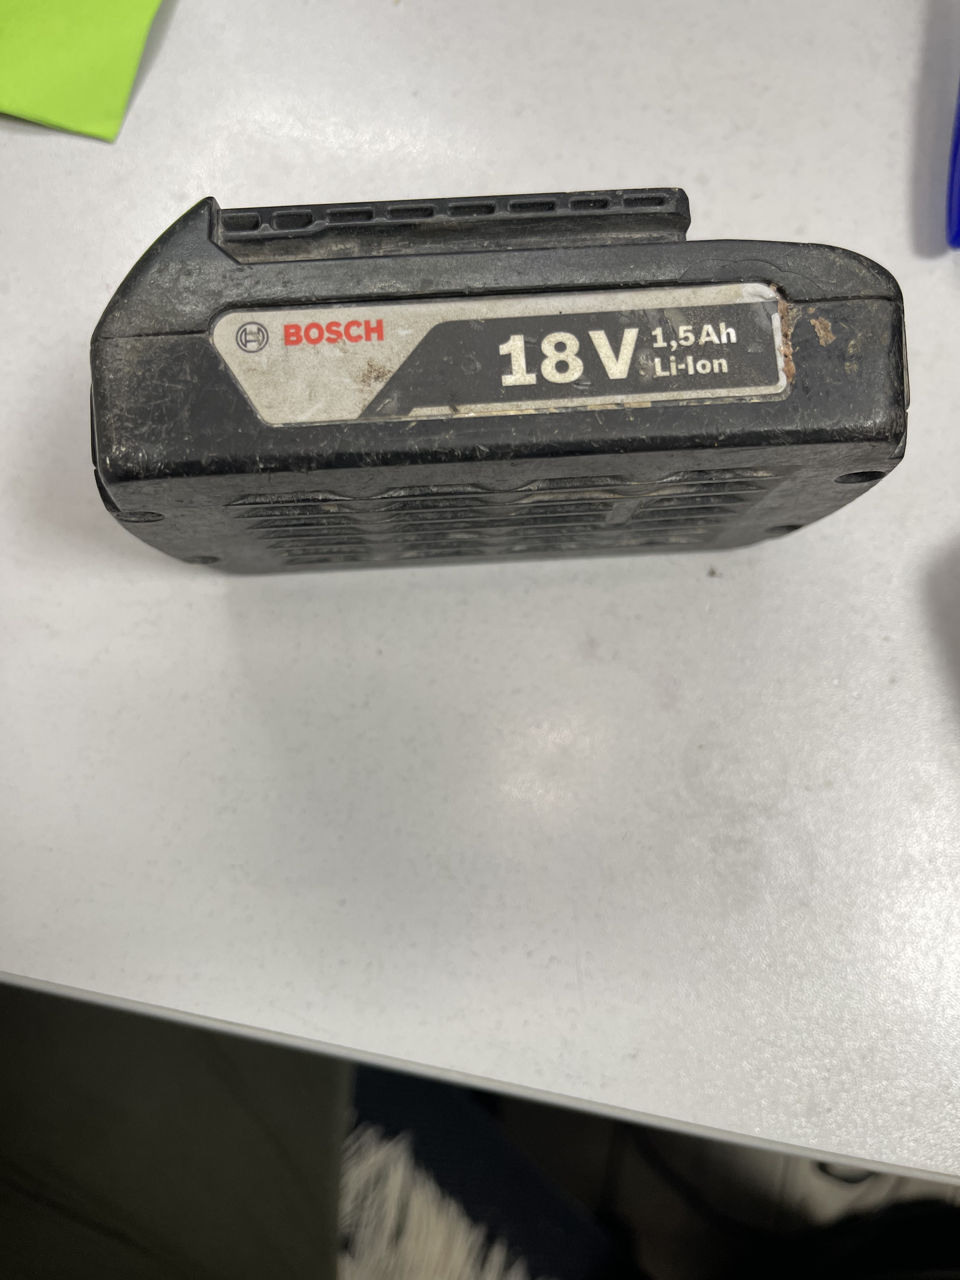 BOSCH
18V
1,5Ah
Li-Ion